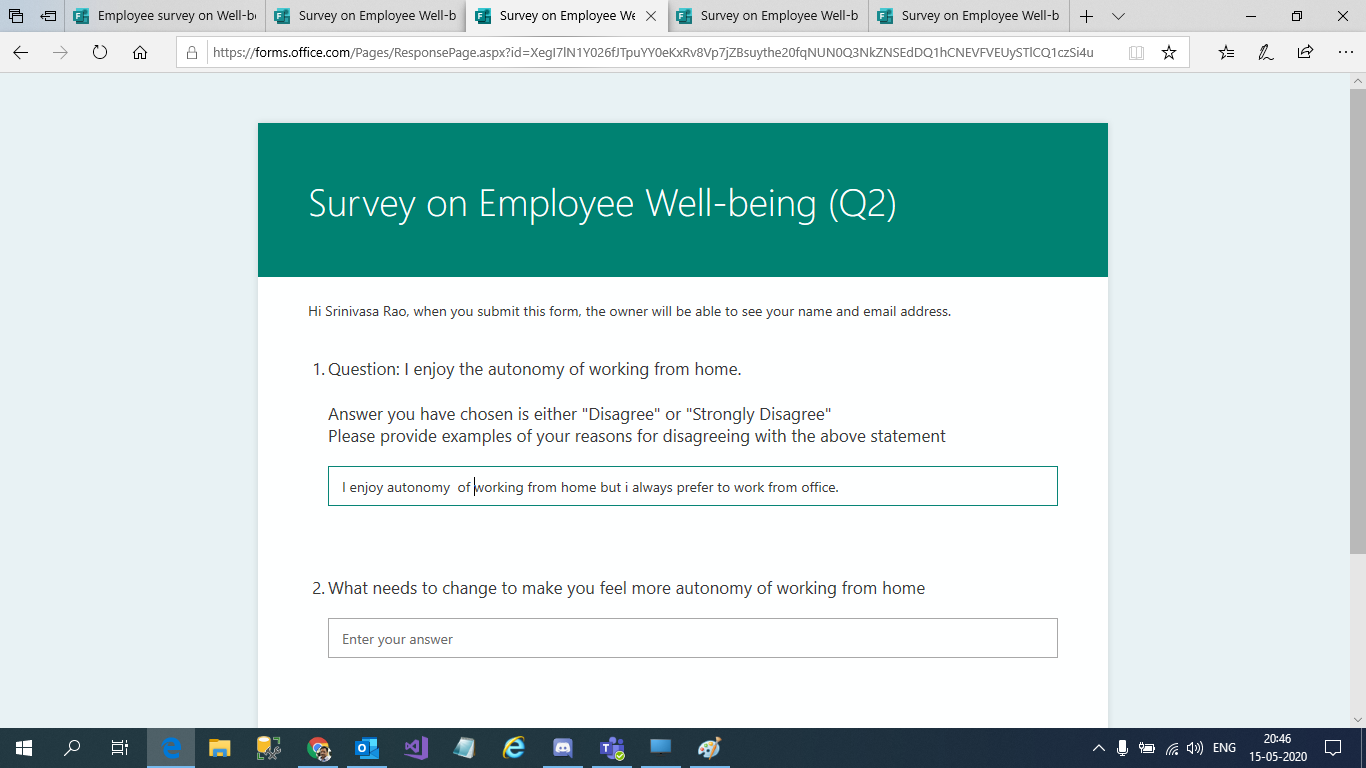 Employee survey on Well-b
Survey on Employee Well-b
Survey on Employee We
Survey on Employee Well-b
Survey on Employee Well-b
https://forms.office.com/Pages/ResponsePage.aspx?id=XegI7lN1Y026fJTpuYY0eKxRv8Vp7jZBsuythe20fqNUN0Q3NkZNSEdDQ1hCNEVFVEUySTlCQ1czSi4u
Survey on Employee Well-being (Q2)
Hi Srinivasa Rao, when you submit this form, the owner will be able to see your name and email address.
1. Question: I enjoy the autonomy of working from home.
Answer you have chosen is either "Disagree" or "Strongly Disagree"
Please provide examples of your reasons for disagreeing with the above statement
I enjoy autonomy  of working from home but i always prefer to work from office.
2. What needs to change to make you feel more autonomy of working from home
Enter your answer
ENG
20:46
15-05-2020